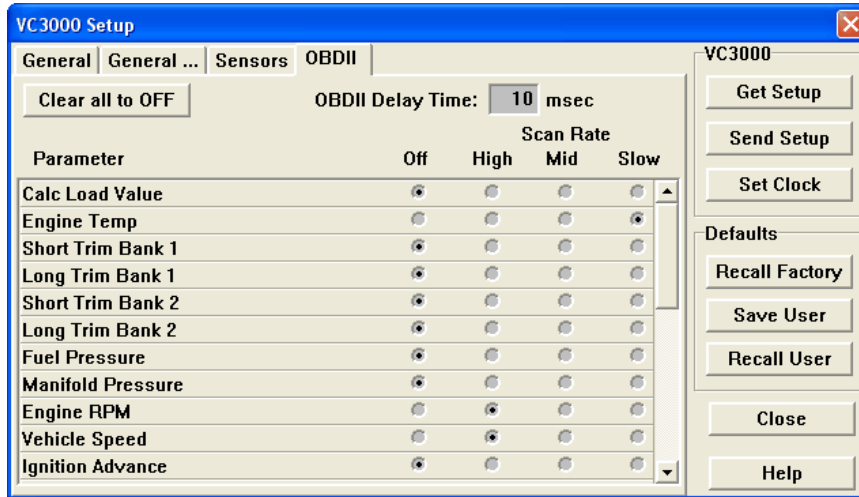 VC3000 Setup
General General ... Sensors OBDII
Clear all to OFF OBDII Delay Time: 10 msec
Scan Rate
Parameter Off High Mid Slow
Calc Load Value
Engine Temp
Short Trim Bank 1
Long Trim Bank 1
Short Trim Bank 2
Long Trim Bank 2
Fuel Pressure
Manifold Pressure
Engine RPM
Vehicle Speed
Ignition Advance
VC3000
Get Setup
Send Setup
Set Clock
Defaults
Recall Factory
Save User
Recall User
Close
Help